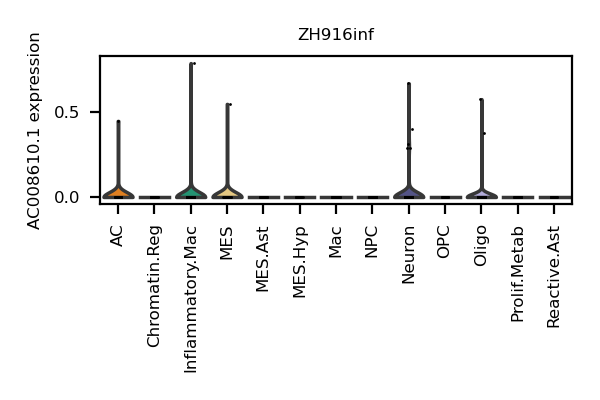 ZH916inf
AC008610.1 expression
0.5
0.0
AC
Chromatin.Reg
Inflammatory.Mac
MES
MES.Ast
MES.Hyp
Mac
NPC
Neuron
OPC
Oligo
Prolif.Metab
Reactive.Ast